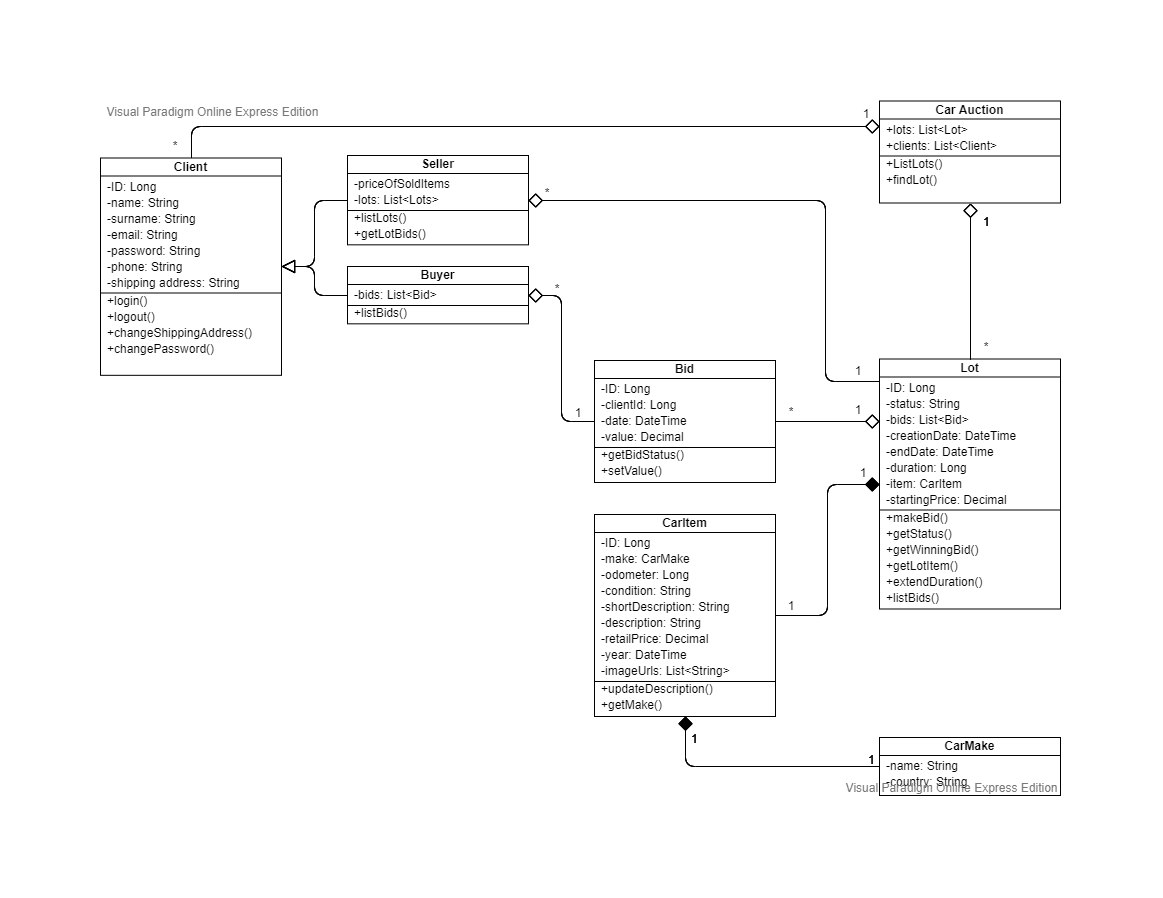 Visual Paradigm Online Express Edition
1
*
Client
-ID: Long
-name: String
-surname: String
-email: String
-password: String
-phone: String
-shipping address: String
+login()
+logout()
+changeShippingAddress()
+changePassword()
Seller
-priceOfSoldItems
-lots: List<Lots>
+listLots()
+getLotBids()
*
Buyer
-bids: List<Bid>
+listBids()
*
Car Auction
+lots: List<Lot>
+clients: List<Client>
+ListLots()
+findLot()
1
*
Bid
-ID: Long
-clientId: Long
-date: DateTime
-value: Decimal
+getBidStatus()
+setValue()
1
*
1
1
Lot
-ID: Long
-status: String
-bids: List<Bid>
-creationDate: DateTime
-endDate: DateTime
-duration: Long
-item: CarItem
-startingPrice: Decimal
+makeBid()
+getStatus()
+getWinningBid()
+getLotItem()
+extendDuration()
+listBids()
1
CarItem
-ID: Long
-make: CarMake
-odometer: Long
-condition: String
-shortDescription: String
-description: String
-retailPrice: Decimal
-year: DateTime
-imageUrls: List<String>
+updateDescription()
+getMake()
1
1
1
CarMake
-name: String
-country: String
Visual Paradigm Online Express Edition